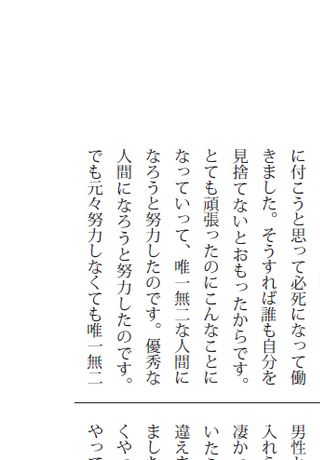 に付こうと思って必死になって働
きました。そうすれば誰も自分を
見捨てないとおもったからです。
とても頑張ったのにこんなことに
なっていって、唯一無二な人間に
なろうと努力したのです。優秀な
人間になろうと努力したのです。
でも元々努力しなくても唯一無二
男性
入れ
凄か
いた
違えま
ましま
くや
やって